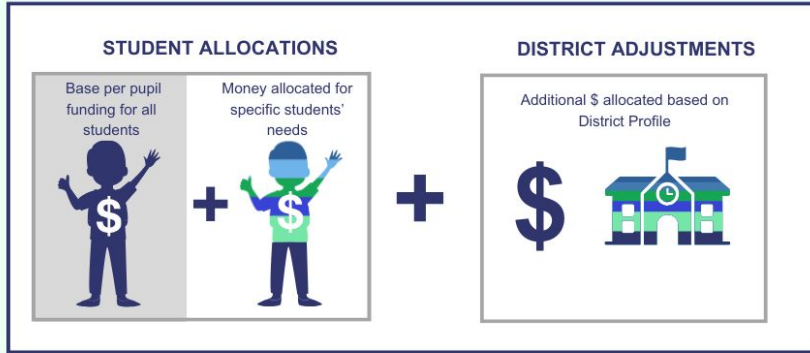 STUDENT ALLOCATIONS
Base per pupil
funding for all
students
$
+
Money allocated for
specific students’
needs
$
+
DISTRICT ADJUSTMENTS
Additional $ allocated based on
District Profile
$